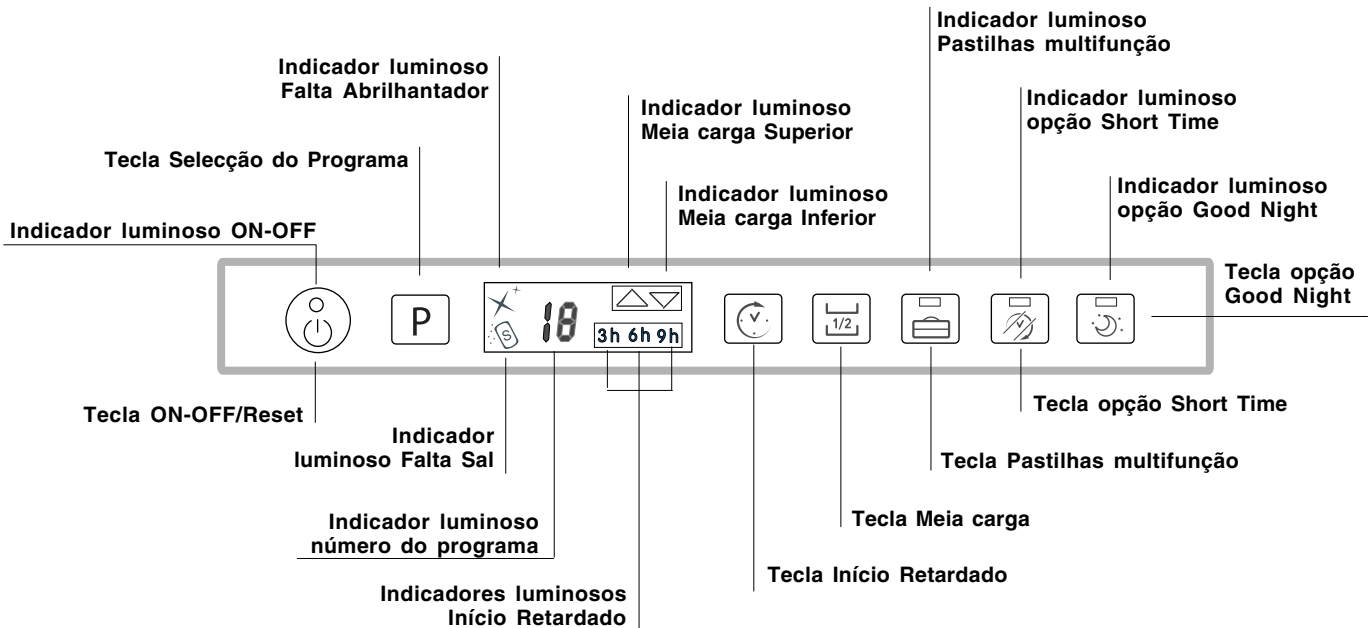 Indicador luminoso
Pastilhas multifunção
Indicador luminoso
Falta Abrilhantador
Indicador luminoso
Meia carga Superior
Indicador luminoso
opção Short Time
Tecla Selecção do Programa
Indicador luminoso
Meia carga Inferior
Indicador luminoso
opção Good Night
Indicador luminoso ON-OFF
Tecla opção
Good Night
P
S
18
3h 6h 9h
1/2
Tecla ON-OFF/Reset
Indicador
luminoso Falta Sal
Tecla opção Short Time
Tecla Pastilhas multifunção
Indicador luminoso
número do programa
Tecla Meia carga
Tecla Início Retardado
Indicadores luminosos
Início Retardado